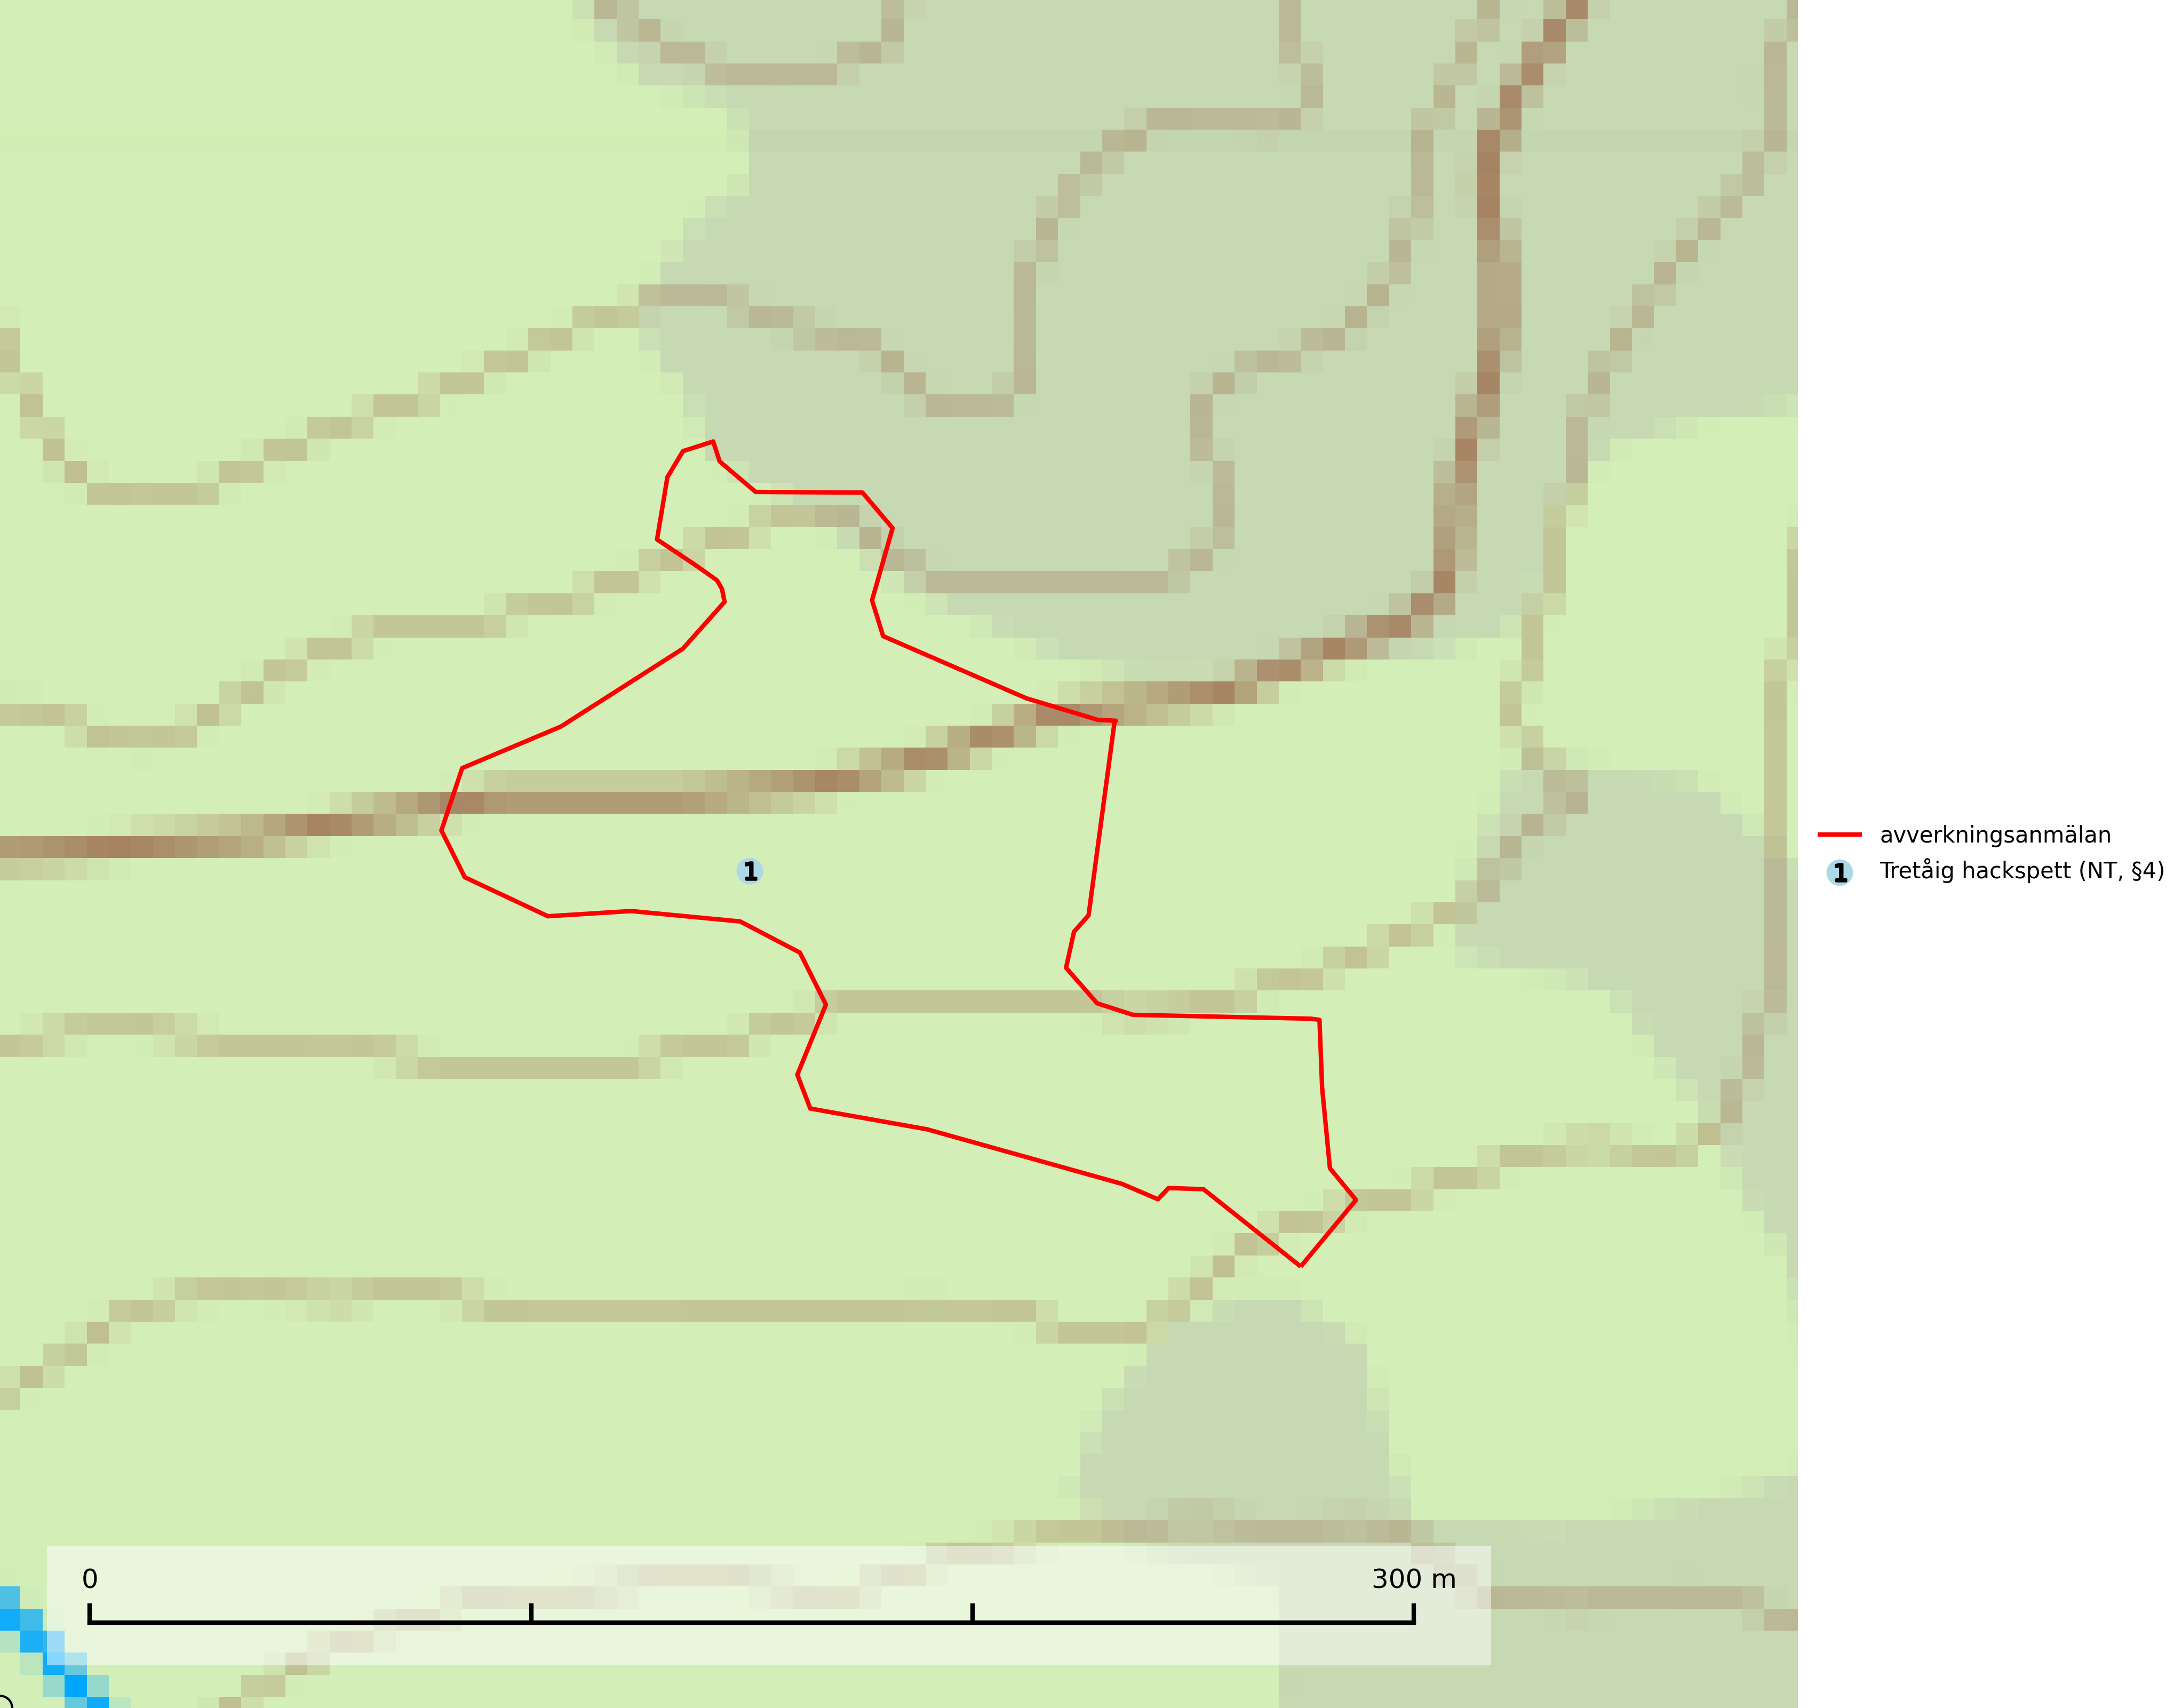 1
avverkningsanmälan
1 Tretåig hackspett (NT, §4)
0 300 m